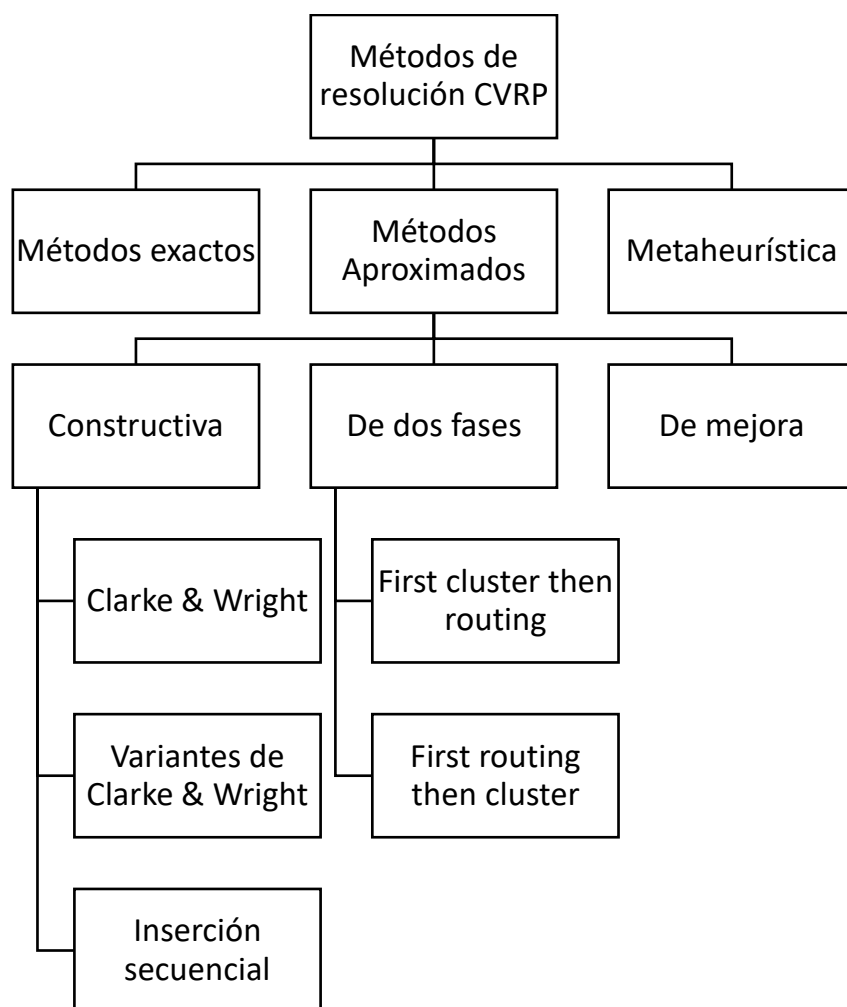 Métodos de
resolución CVRP
Métodos exactos
Métodos
Aproximados
Metaheurística
Constructiva
De dos fases
De mejora
Clarke & Wright
First cluster then
routing
Variantes de
Clarke & Wright
First routing
then cluster
Inserción
secuencial